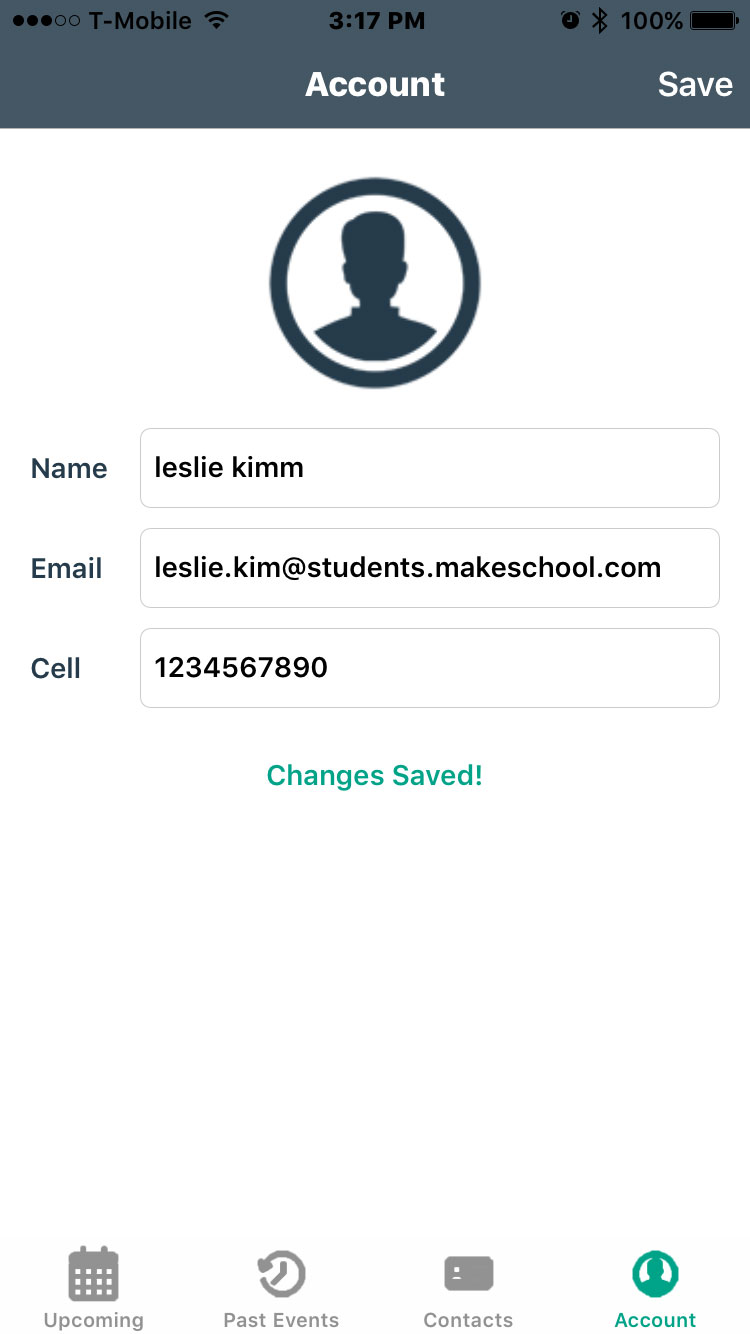 T-Mobile 3:17 PM 100%
Account Save
Name leslie kimm
Email leslie.kim@students.makeschool.com
Cell 1234567890
Changes Saved!
Upcoming Past Events Contacts Account